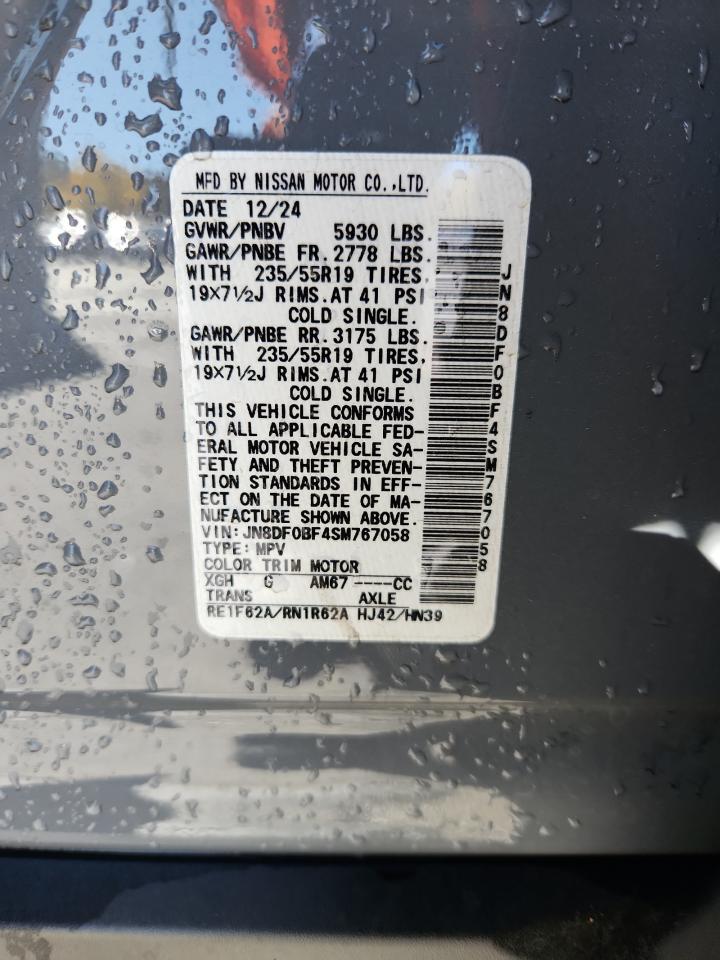 MFD BY NISSAN MOTOR CO.,LTD.
DATE 12/24
GVWR/PNBV 5930 LBS.
GAWR/PNBE FR. 2778 LBS.
WITH 235/55R19 TIRES,
19×7½J RIMS.AT 41 PSI
COLD SINGLE.
GAWR/PNBE RR. 3175 LBS.
WITH 235/55R19 TIRES,
19×7½J RIMS.AT 41 PSI
COLD SINGLE.
THIS VEHICLE CONFORMS
TO ALL APPLICABLE FED-
ERAL MOTOR VEHICLE SA-
FETY AND THEFT PREVEN-
TION STANDARDS IN EFF-
ECT ON THE DATE OF MA-
NUFACTURE SHOWN ABOVE.
VIN:JN8DF0BF4SM767058
TYPE:MPV
COLOR TRIM MOTOR
XGH G AM67 ----CC
TRANS AXLE
RE1F62A/RN1R62A HJ42/HN39
JN8DF0BF4SM767058